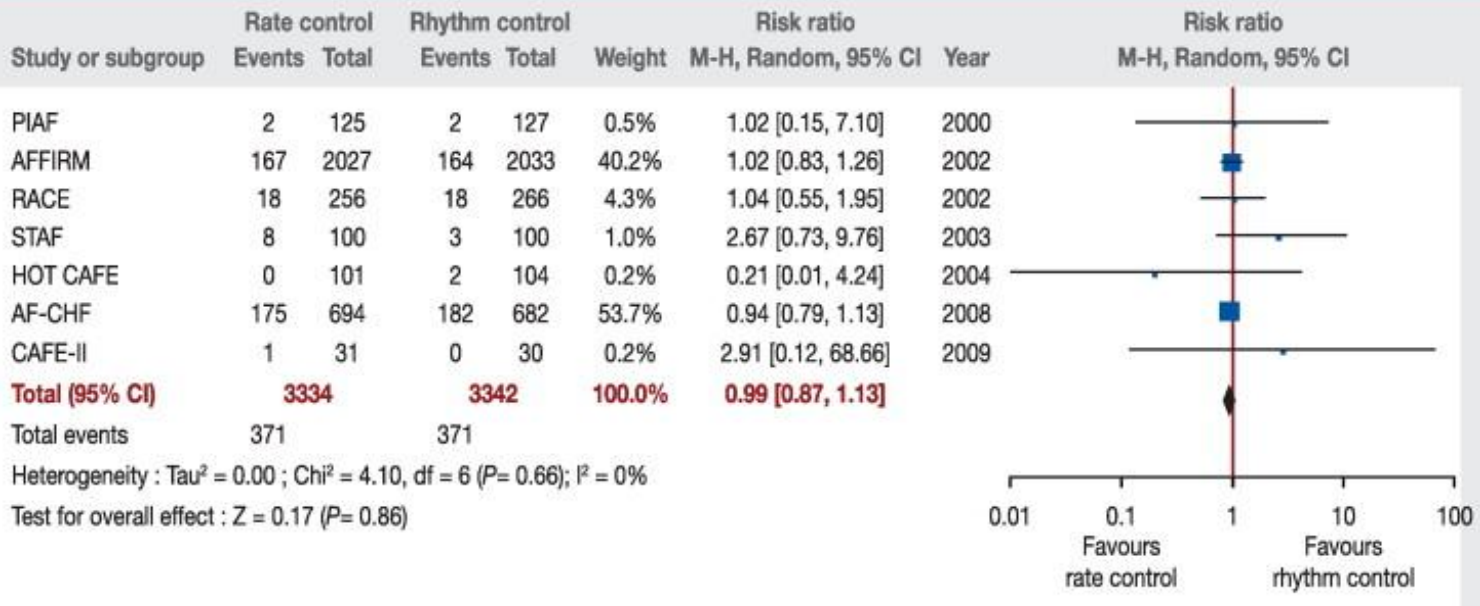 Rate control Rhythm control Risk ratio Risk ratio
Study or subgroup Events Total Events Total Weight M-H, Random, 95% CI Year M-H, Random, 95% CI
PIAF 2 125 2 127 0.5% 1.02 [0.15, 7.10] 2000
AFFIRM 167 2027 164 2033 40.2% 1.02 [0.83, 1.26] 2002
RACE 18 256 18 266 4.3% 1.04 [0.55, 1.95] 2002
STAF 8 100 3 100 1.0% 2.67 [0.73, 9.76] 2003
HOT CAFE 0 101 2 104 0.2% 0.21 [0.01, 4.24] 2004
AF-CHF 175 694 182 682 53.7% 0.94 [0.79, 1.13] 2008
CAFE-II 1 31 0 30 0.2% 2.91 [0.12, 68.66] 2009
Total (95% CI) 3334 3342 100.0% 0.99 [0.87, 1.13]
Total events 371 371
Heterogeneity : Tau² = 0.00 ; Chi² = 4.10, df = 6 (P= 0.66); I² = 0%
Test for overall effect : Z = 0.17 (P= 0.86)
0.01 0.1 1 10 100
Favours Favours
rate control rhythm control